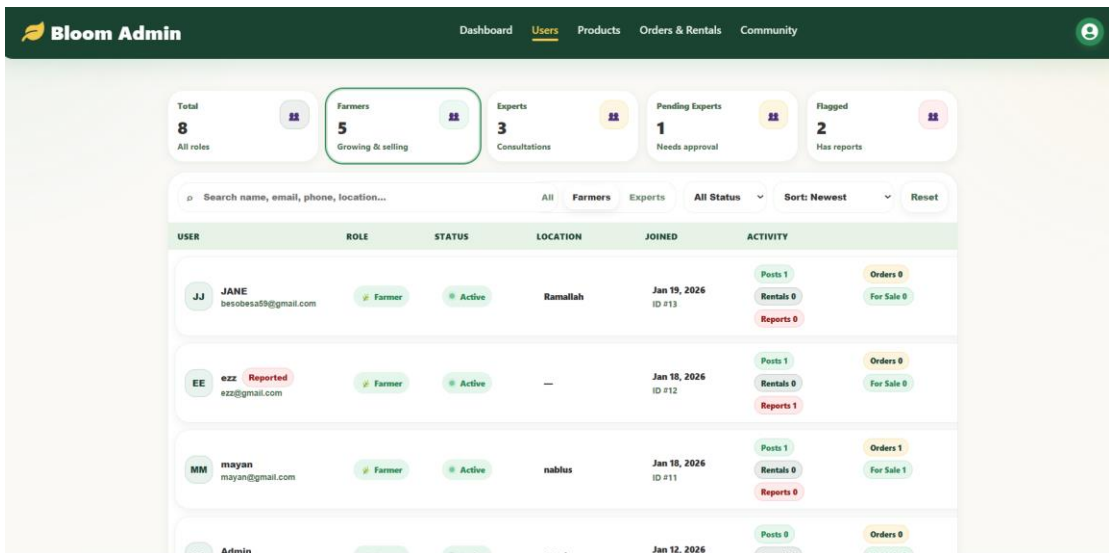 Bloom Admin
Dashboard Users Products Orders & Rentals Community
Total
8
All roles
Farmers
5
Growing & selling
Experts
3
Consultations
Pending Experts
1
Needs approval
Flagged
2
Has reports
Search name, email, phone, location... All Farmers Experts All Status Sort: Newest Reset
USER ROLE STATUS LOCATION JOINED ACTIVITY
JJ
JANE
besobesa59@gmail.com
Farmer
Active
Ramallah
Jan 19, 2026
ID #13
Posts 1 Orders 0
Rentals 0 For Sale 0
Reports 0
EE
ezz Reported
ezz@gmail.com
Farmer
Active
—
Jan 18, 2026
ID #12
Posts 1 Orders 0
Rentals 0 For Sale 0
Reports 1
MM
mayan
mayan@gmail.com
Farmer
Active
nablus
Jan 18, 2026
ID #11
Posts 1 Orders 1
Rentals 0 For Sale 1
Reports 0
Admin
Jan 12, 2026
Posts 0 Orders 0